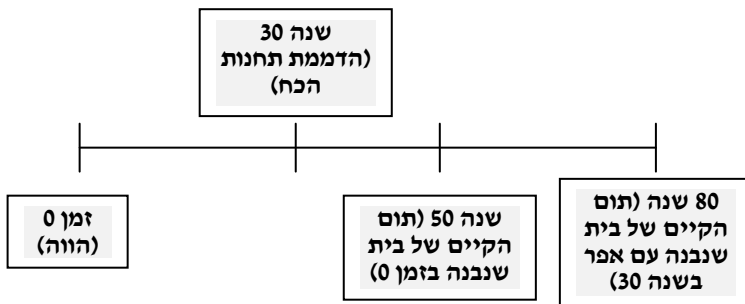 שנה 30
(הדממת תחנות
הכח)
80 שנה (תום
הקיים של בית
שנבנה עם אפר
בשנה 30)
שנה 50 (תום
הקיים של בית
שנבנה בזמן 0)
זמן 0
(הווה)